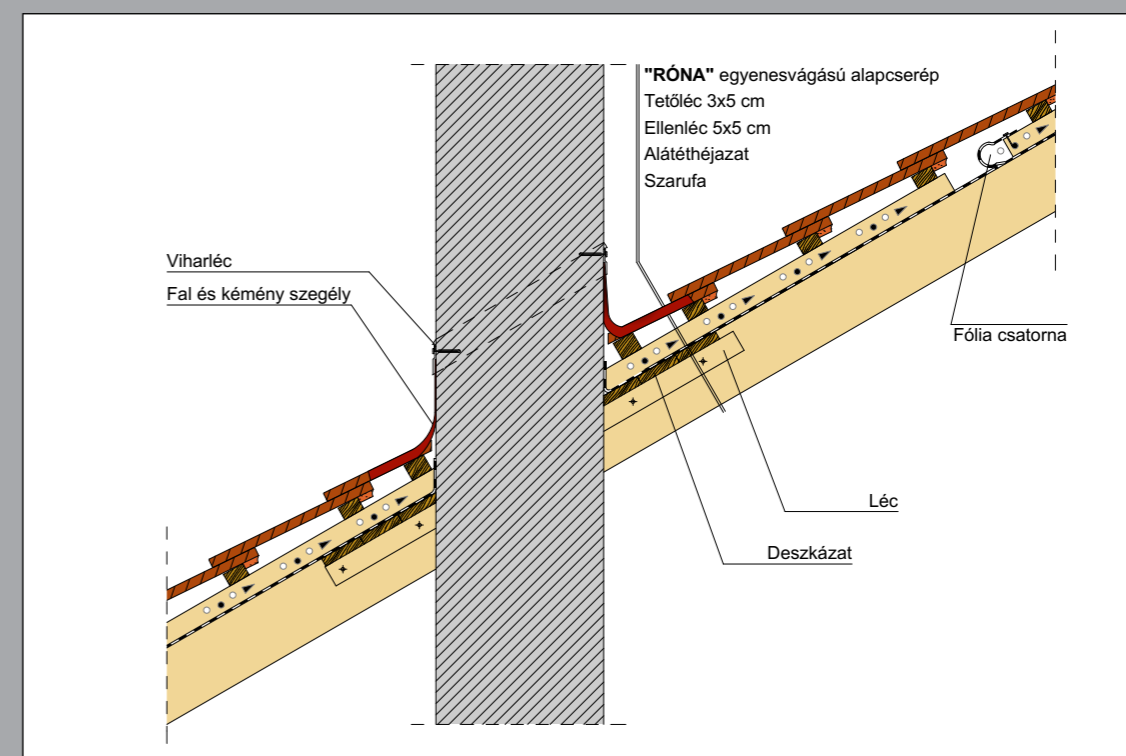 "RÓNA" egyenesvágású alapcserép
Tetőléc 3x5 cm
Ellenléc 5x5 cm
Alátéthéjazat
Szarufa
Viharléc
Fal és kémény szegély
Fólia csatorna
Léc
Deszkázat